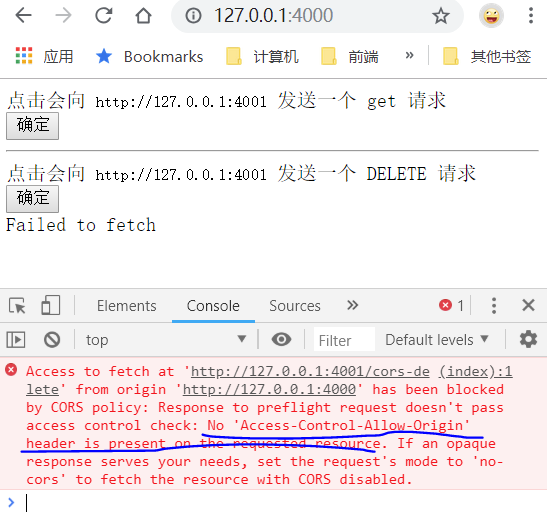 127.0.0.1:4000
应用 Bookmarks 计算机 前端 » 其他书签
点击会向 http://127.0.0.1:4001 发送一个 get 请求
确定
点击会向 http://127.0.0.1:4001 发送一个 DELETE 请求
确定
Failed to fetch
Elements Console Sources » 1
top Filter Default levels
Access to fetch at 'http://127.0.0.1:4001/cors-de (index):1
lete' from origin 'http://127.0.0.1:4000' has been blocked
by CORS policy: Response to preflight request doesn't pass
access control check: No 'Access-Control-Allow-Origin'
header is present on the requested resource. If an opaque
response serves your needs, set the request's mode to 'no-
cors' to fetch the resource with CORS disabled.